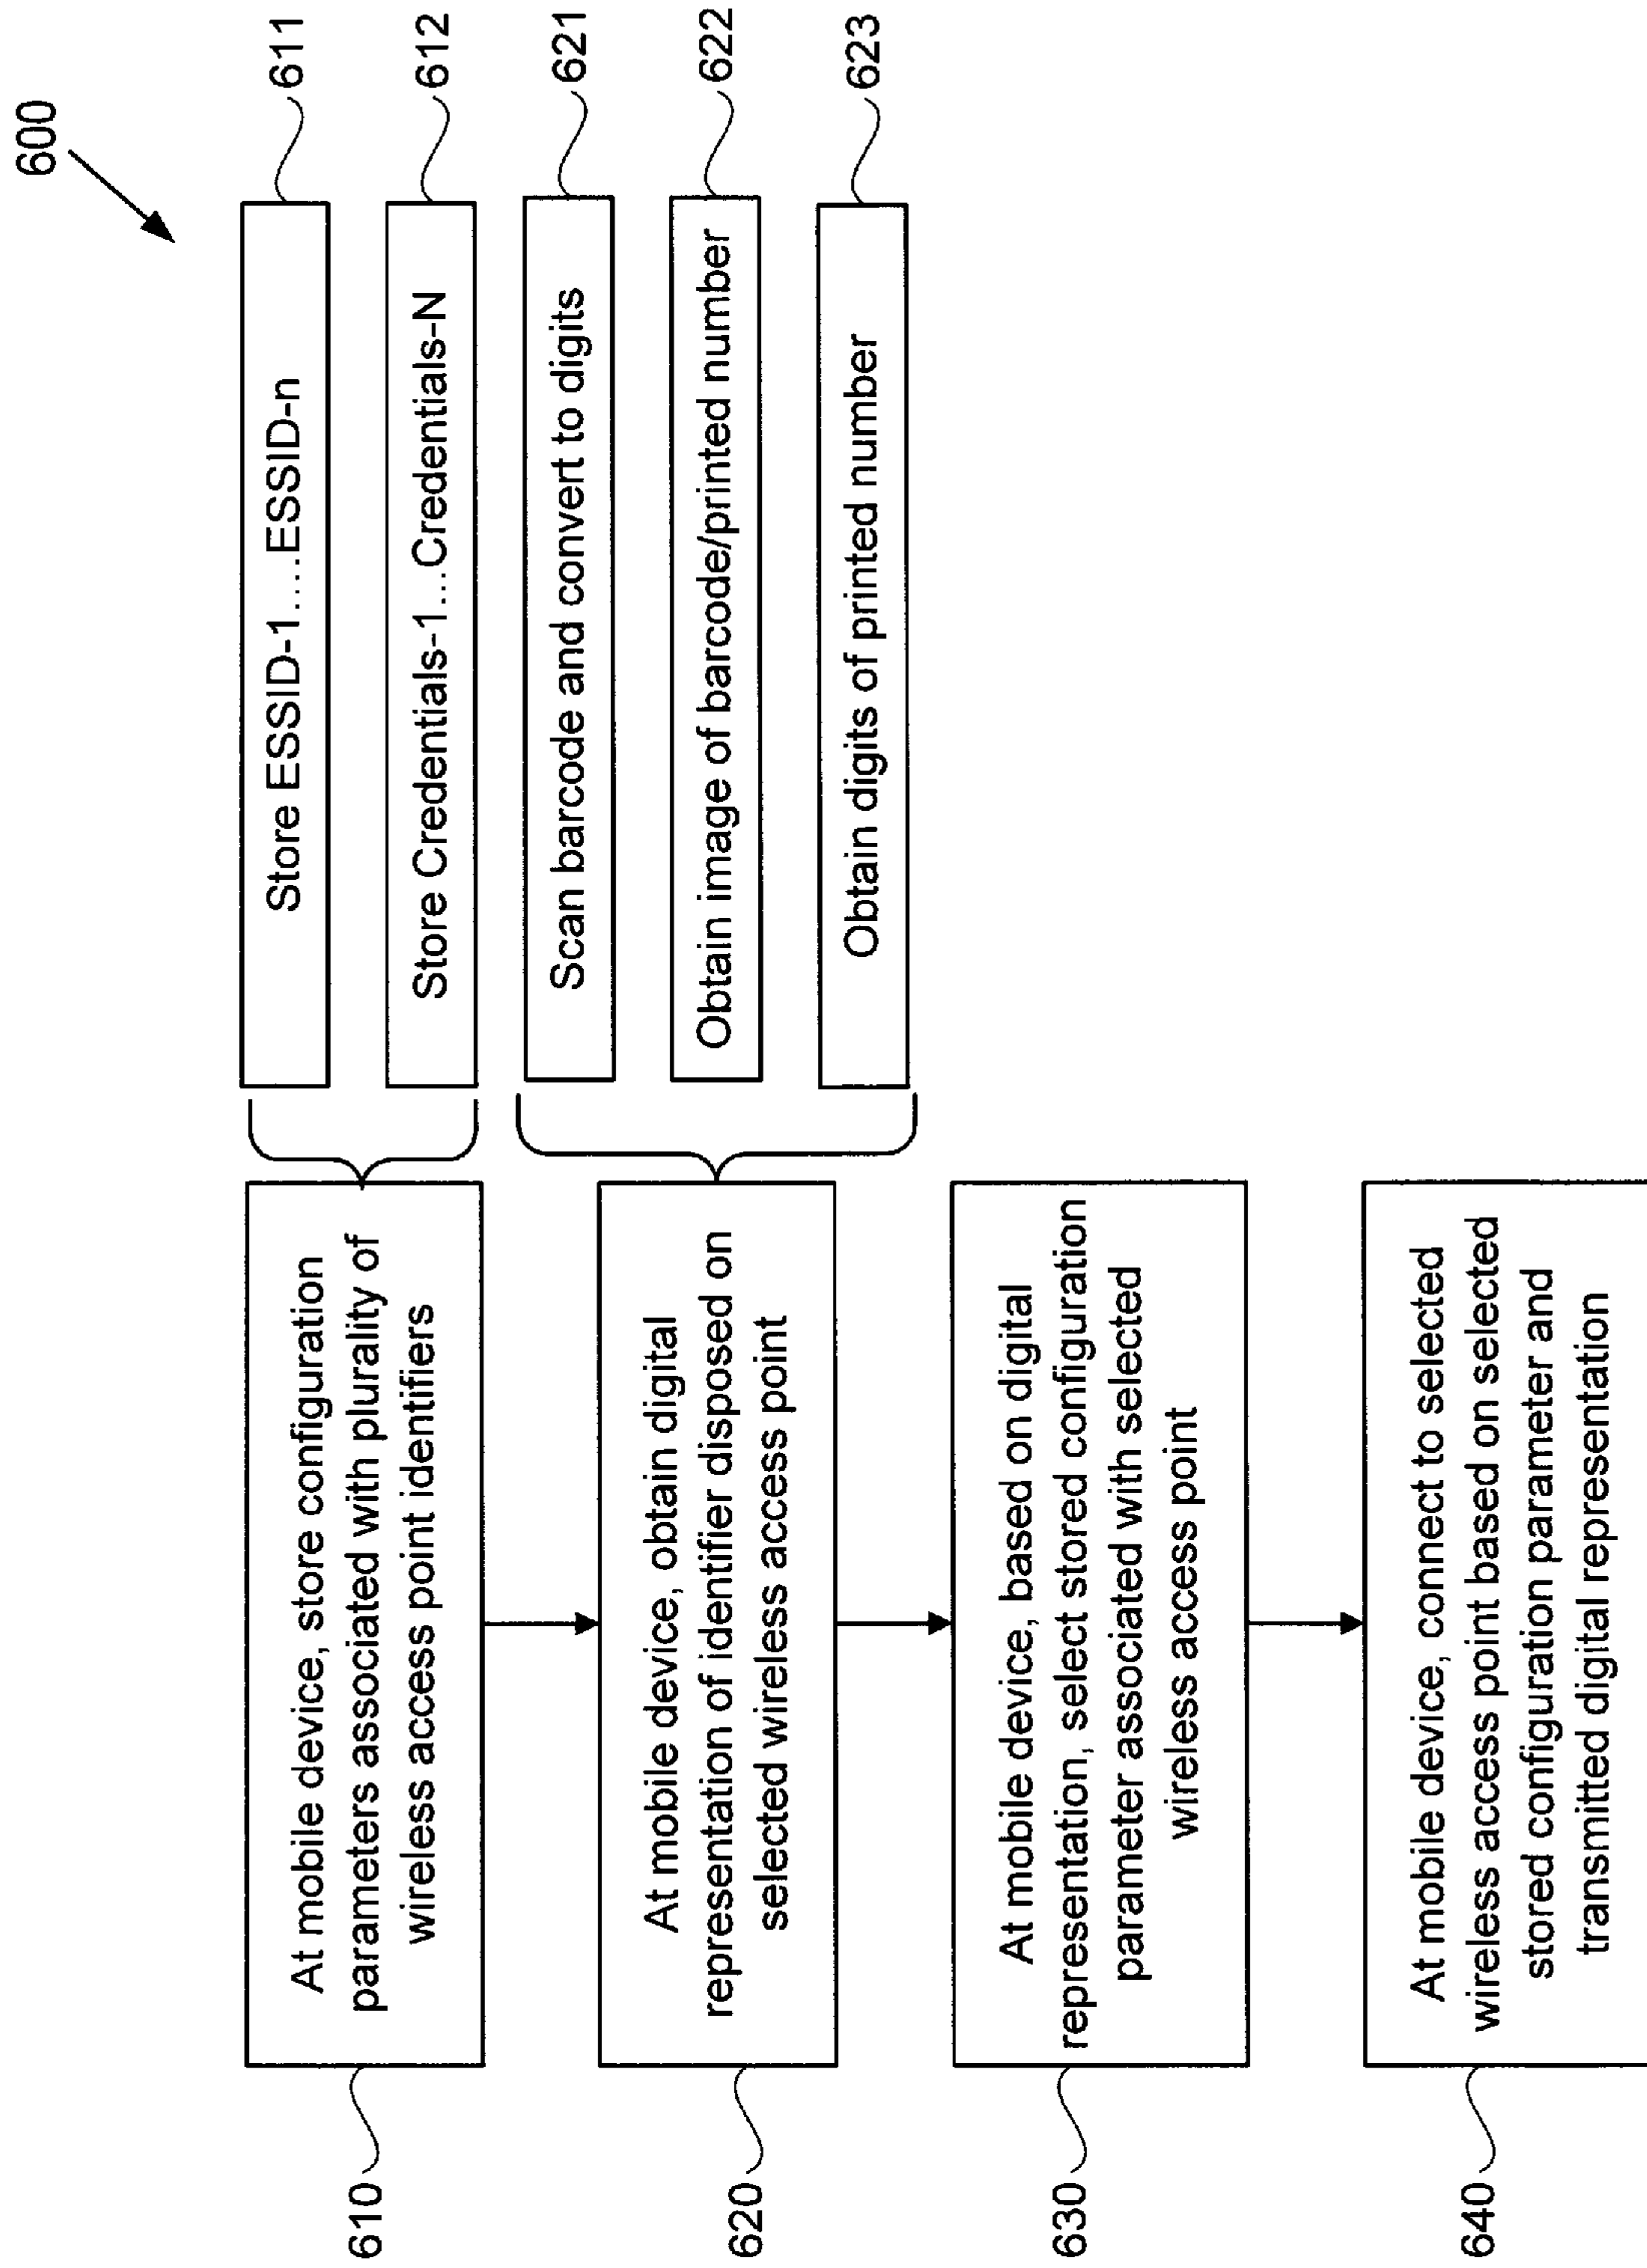 600
610
At mobile device, store configuration
parameters associated with plurality of
wireless access point identifiers
Store ESSID-1....ESSID-n
611
Store Credentials-1...Credentials-N
612
620
At mobile device, obtain digital
representation of identifier disposed on
selected wireless access point
Scan barcode and convert to digits
621
Obtain image of barcode/printed number
622
Obtain digits of printed number
623
630
At mobile device, based on digital
representation, select stored configuration
parameter associated with selected
wireless access point
640
At mobile device, connect to selected
wireless access point based on selected
stored configuration parameter and
transmitted digital representation